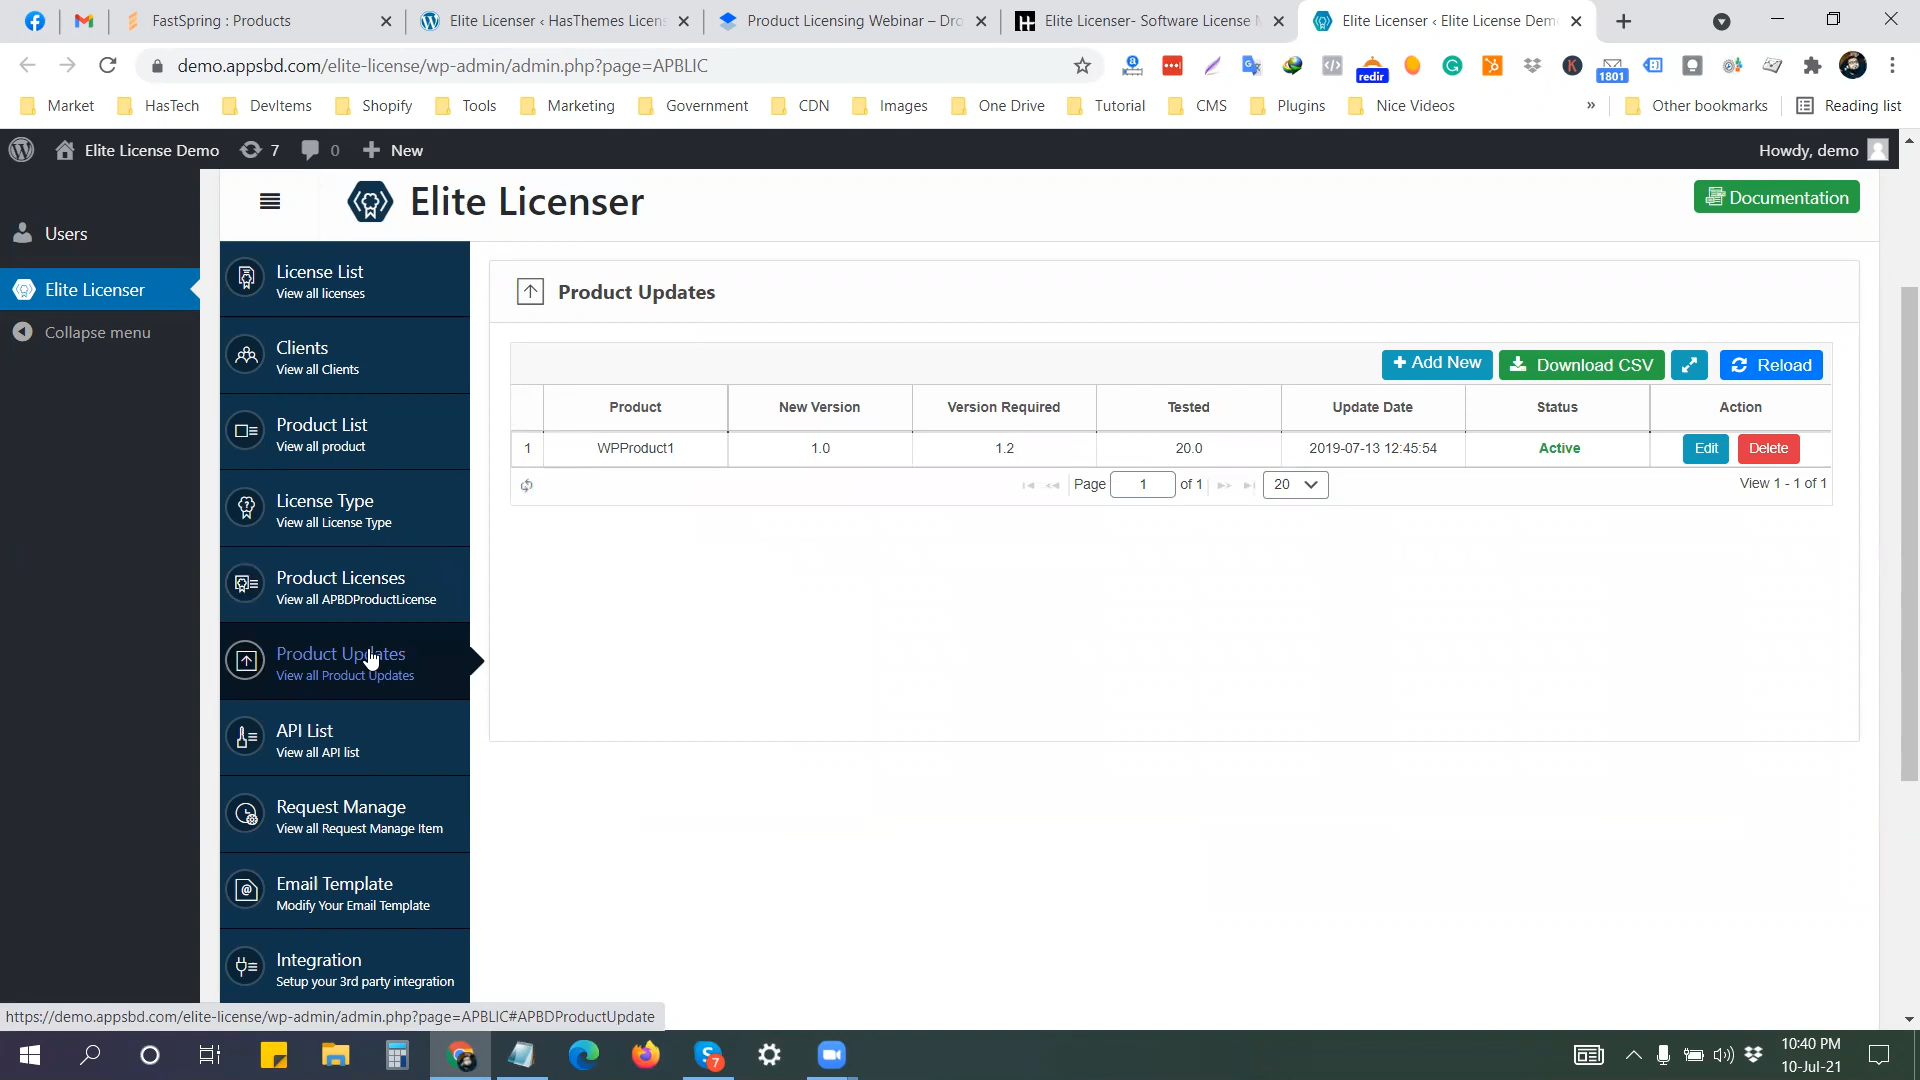 FastSpring : Products
Elite Licenser ‹ HasThemes Licens
Product Licensing Webinar – Dro
Elite Licenser- Software License M
Elite Licenser ‹ Elite License Dem
demo.appsbd.com/elite-license/wp-admin/admin.php?page=APBLIC
redir
1801
Market
HasTech
DevItems
Shopify
Tools
Marketing
Government
CDN
Images
One Drive
Tutorial
CMS
Plugins
Nice Videos
»
Other bookmarks
Reading list
Elite License Demo
7
0
New
Howdy, demo
Users
Elite Licenser
Collapse menu
Elite Licenser
Documentation
License List
View all licenses
Clients
View all Clients
Product List
View all product
License Type
View all License Type
Product Licenses
View all APBDProductLicense
Product Updates
View all Product Updates
API List
View all API list
Request Manage
View all Request Manage Item
Email Template
Modify Your Email Template
Integration
Setup your 3rd party integration
Product Updates
+ Add New
Download CSV
Reload
Product New Version Version Required Tested Update Date Status Action
1 WPProduct1 1.0 1.2 20.0 2019-07-13 12:45:54 Active Edit Delete
Page 1 of 1 20 View 1 - 1 of 1
https://demo.appsbd.com/elite-license/wp-admin/admin.php?page=APBLIC#APBDProductUpdate
7
10:40 PM
10-Jul-21